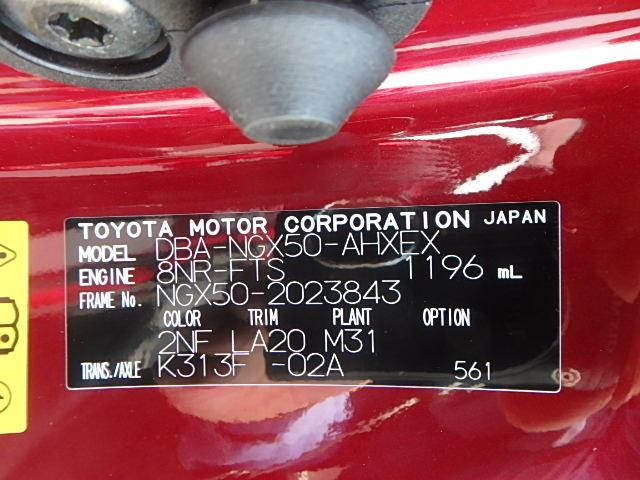 TOYOTA MOTOR CORPORATION JAPAN
MODEL DBA-NGX50-AHXEX
ENGINE 8NR-FTS 1196 mL
FRAME No. NGX50-2023843
COLOR TRIM PLANT OPTION
2NF LA20 M31
TRANS./AXLE K313F -02A 561